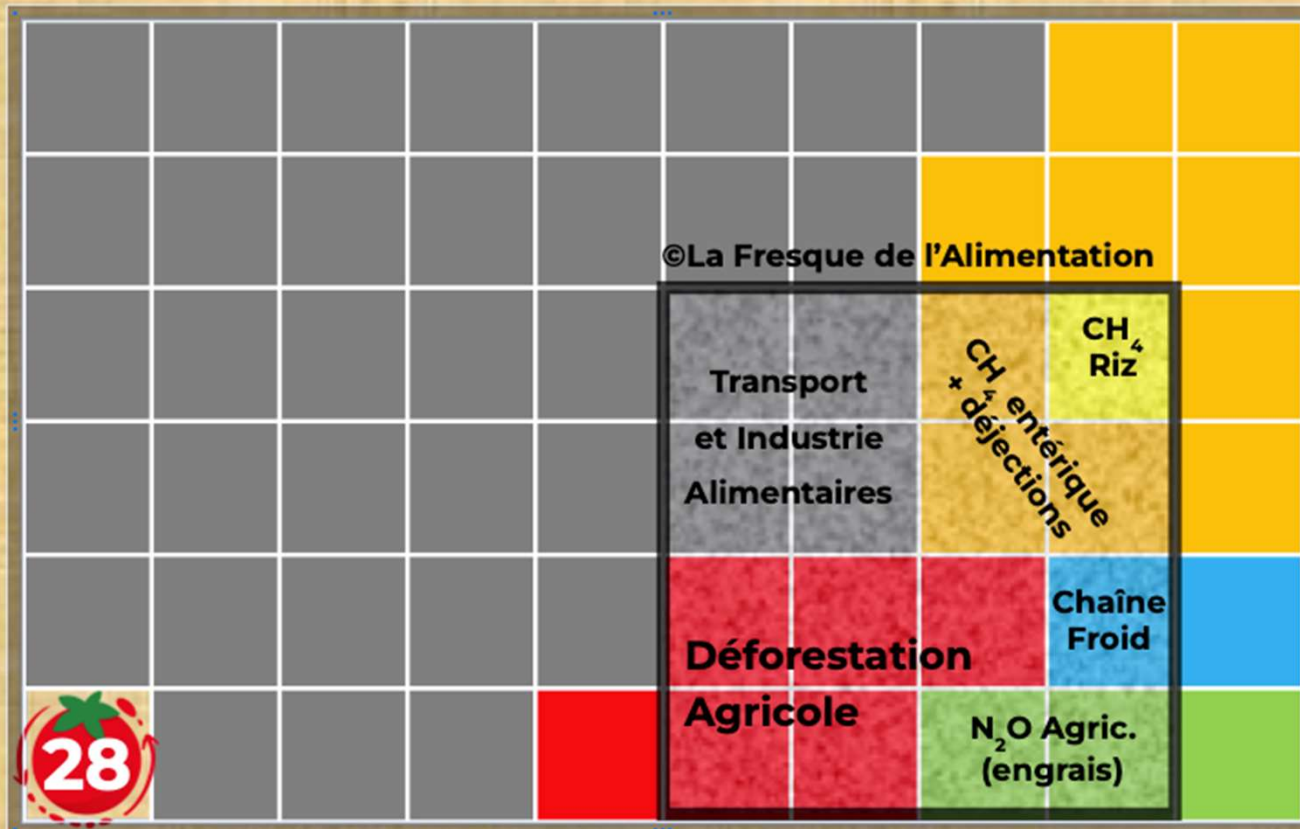 ©La Fresque de l’Alimentation
Transport
et Industrie
Alimentaires
CH₄ entérique
+ déjections
CH₄
Riz
Déforestation
Agricole
Chaîne
Froid
N₂O Agric.
(engrais)
28